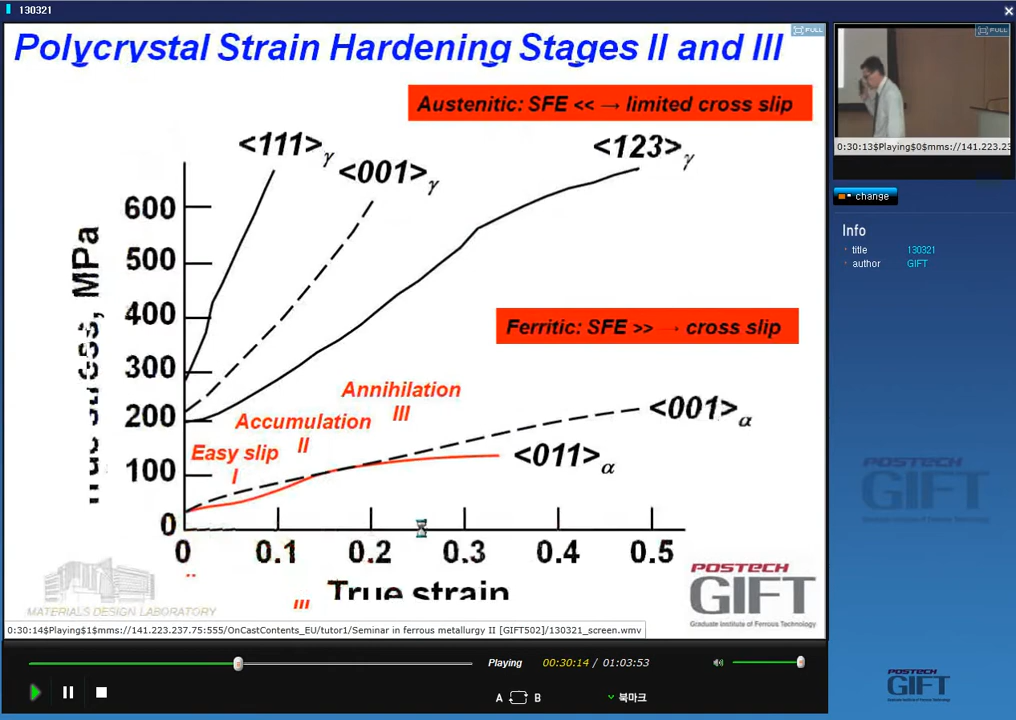 130321
Polycrystal Strain Hardening Stages II and III
FULL
FULL
Austenitic: SFE << → limited cross slip
<111>γ
<001>γ
<123>γ
600
500
400
300
200
100
0
MPa
Ferritic: SFE >> → cross slip
Annihilation
III
Accumulation
II
Easy slip
I
<001>α
<011>α
0 0.1 0.2 0.3 0.4 0.5
True strain
III
MATERIALS DESIGN LABORATORY
POSTECH
GIFT
Graduate Institute of Ferrous Technology
0:30:14$Playing$1$mms://141.223.237.75:555/OnCastContents_EU/tutor1/Seminar in ferrous metallurgy II [GIFT502]/130321_screen.wmv
0:30:13$Playing$0$mms://141.223.23
change
Info
title 130321
author GIFT
POSTECH
GIFT
Playing 00:30:14 / 01:03:53
A B 북마크
POSTECH
GIFT